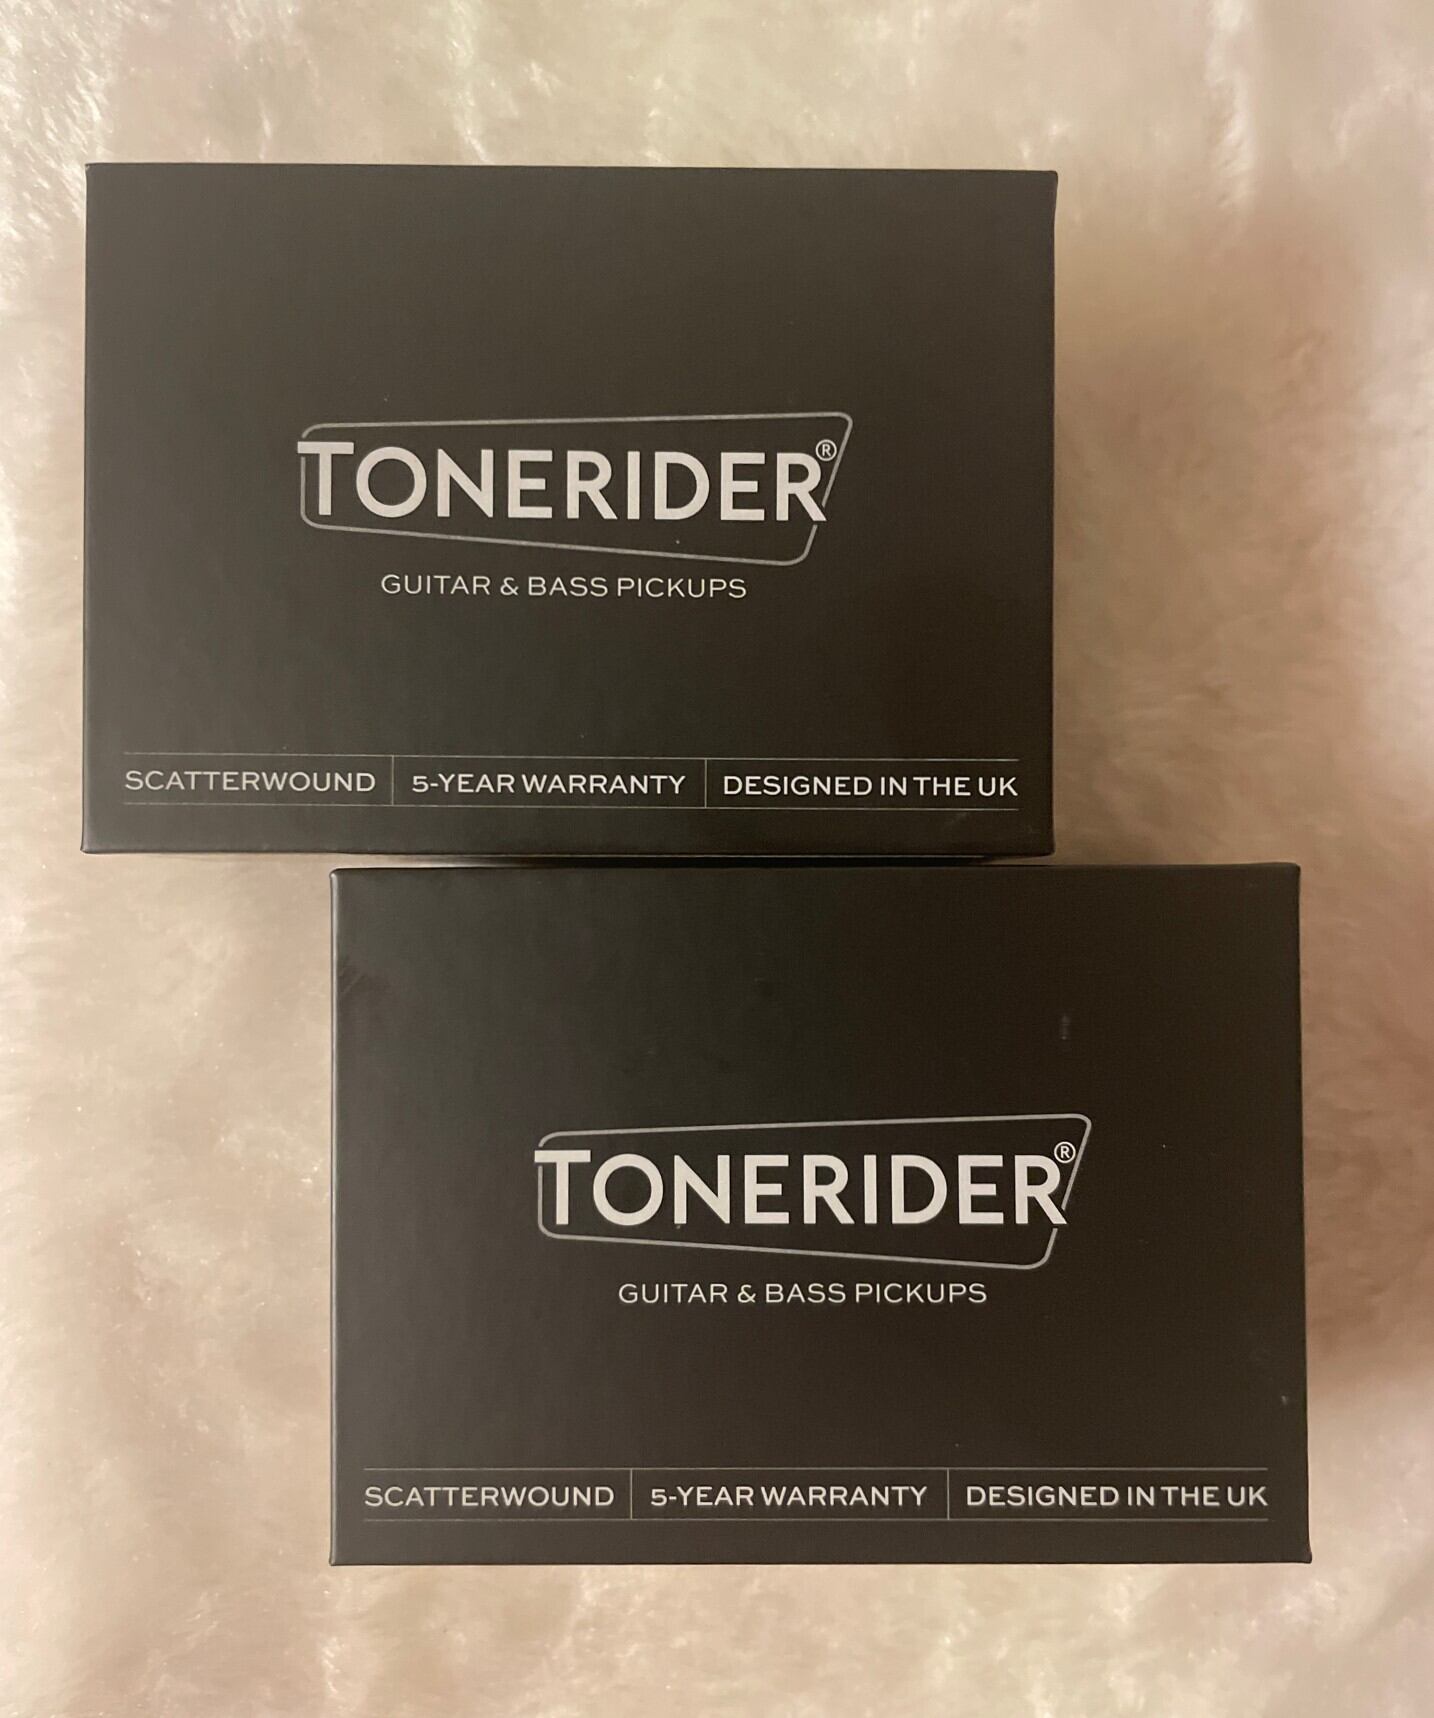 TONERIDER®
GUITAR & BASS PICKUPS
SCATTERWOUND 5-YEAR WARRANTY DESIGNED IN THE UK
TONERIDER®
GUITAR & BASS PICKUPS
SCATTERWOUND 5-YEAR WARRANTY DESIGNED IN THE UK